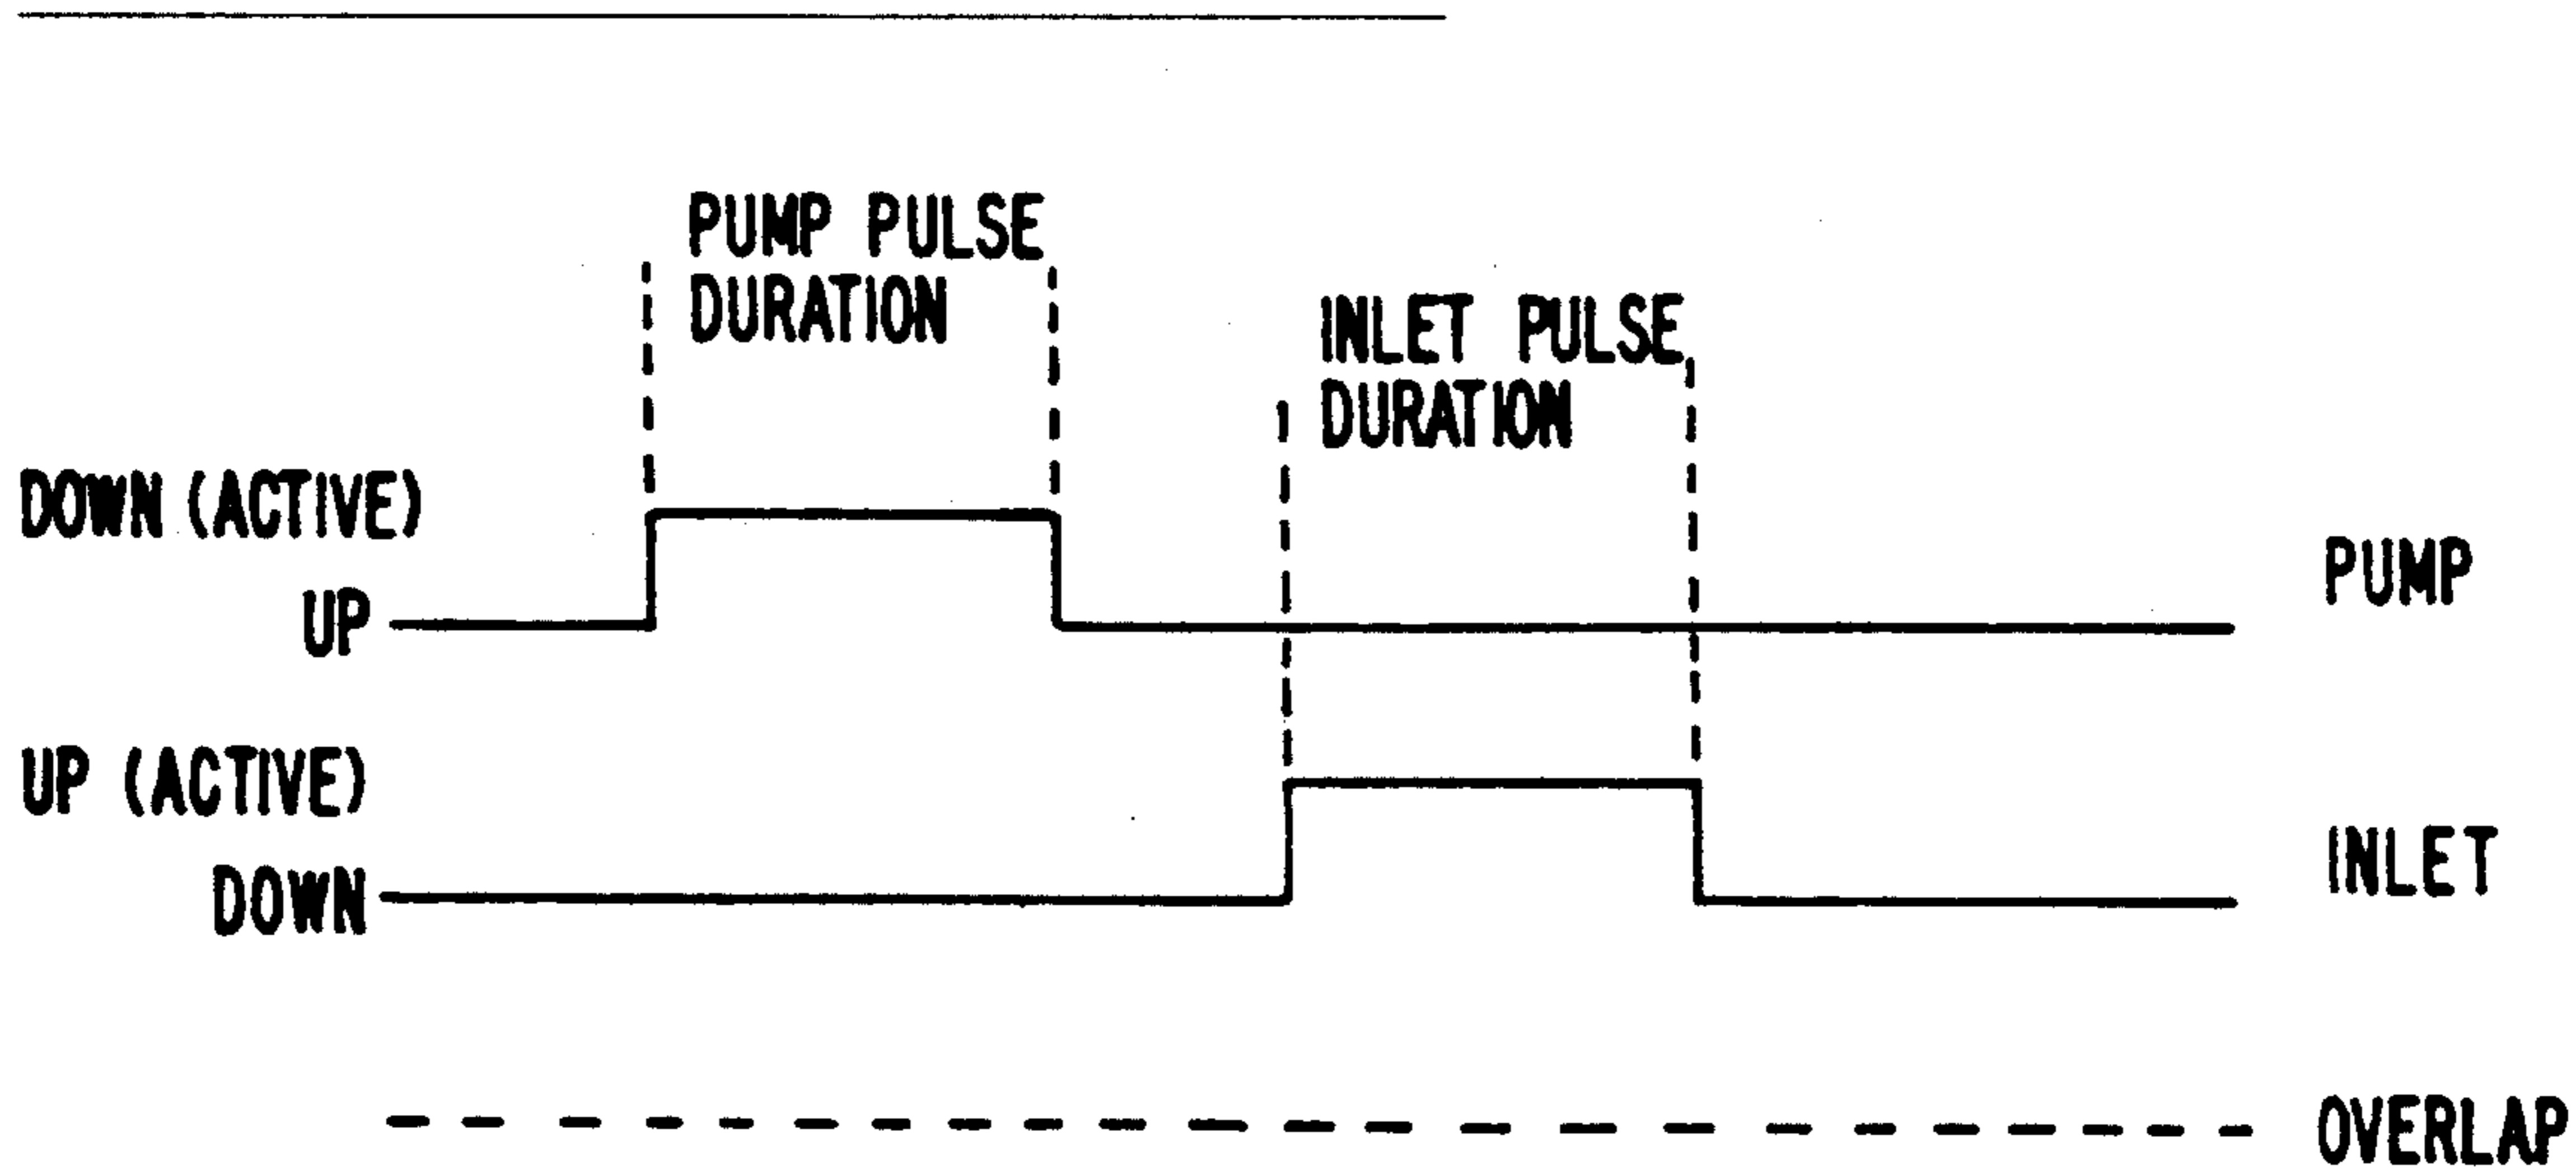 PUMP PULSE
DURATION
INLET PULSE
DURATION
DOWN (ACTIVE)
UP
PUMP
UP (ACTIVE)
DOWN
INLET
OVERLAP